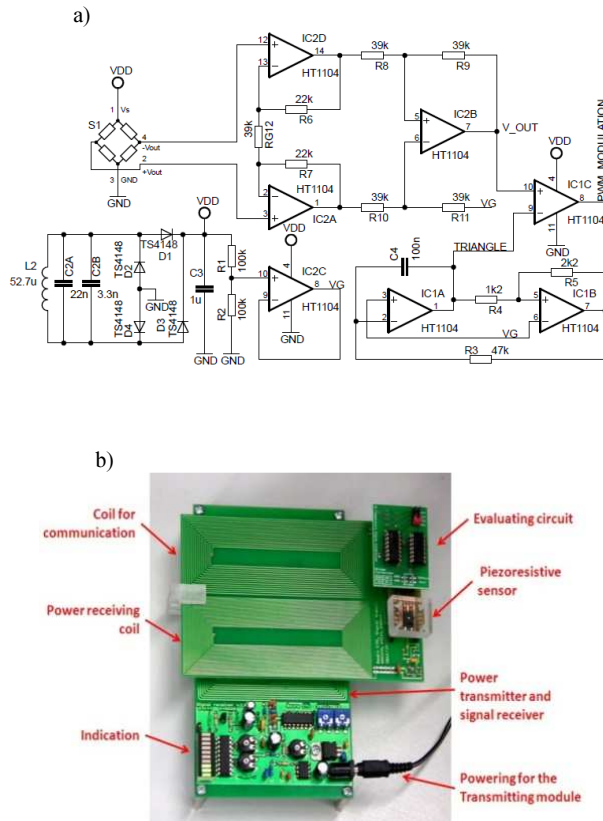 a)
IC2D
12
14
39k
39k
VDD
13
HT1104
R8
R9
1
Vs
S1
22k
R6
39k
RG12
4
-Vout
2
+Vout
3
GND
GND
5
6
IC2B
7
V_OUT
HT1104
VDD
PWM_MODULATION
22k
R7
HT1104
2
3
1
IC2A
39k
R10
39k
R11
VG
10
9
4
IC1C
8
HT1104
11
GND
VDD
TS4148
D1
VDD
L2
52.7u
C2A
22n
C2B
3.3n
TS4148
D2
GND
TS4148
D4
TS4148
D3
C3
1u
R1
100k
R2
100k
GND
GND
10
9
4
IC2C
8
VG
HT1104
11
GND
C4
100n
TRIANGLE
2k2
R5
IC1A
3
2
1
HT1104
1k2
R4
VG
5
6
IC1B
7
HT1104
R3
47k
b)
Coil for
communication
Evaluating circuit
Piezoresistive
sensor
Power receiving
coil
Power
transmitter and
signal receiver
Indication
Powering for the
Transmitting module